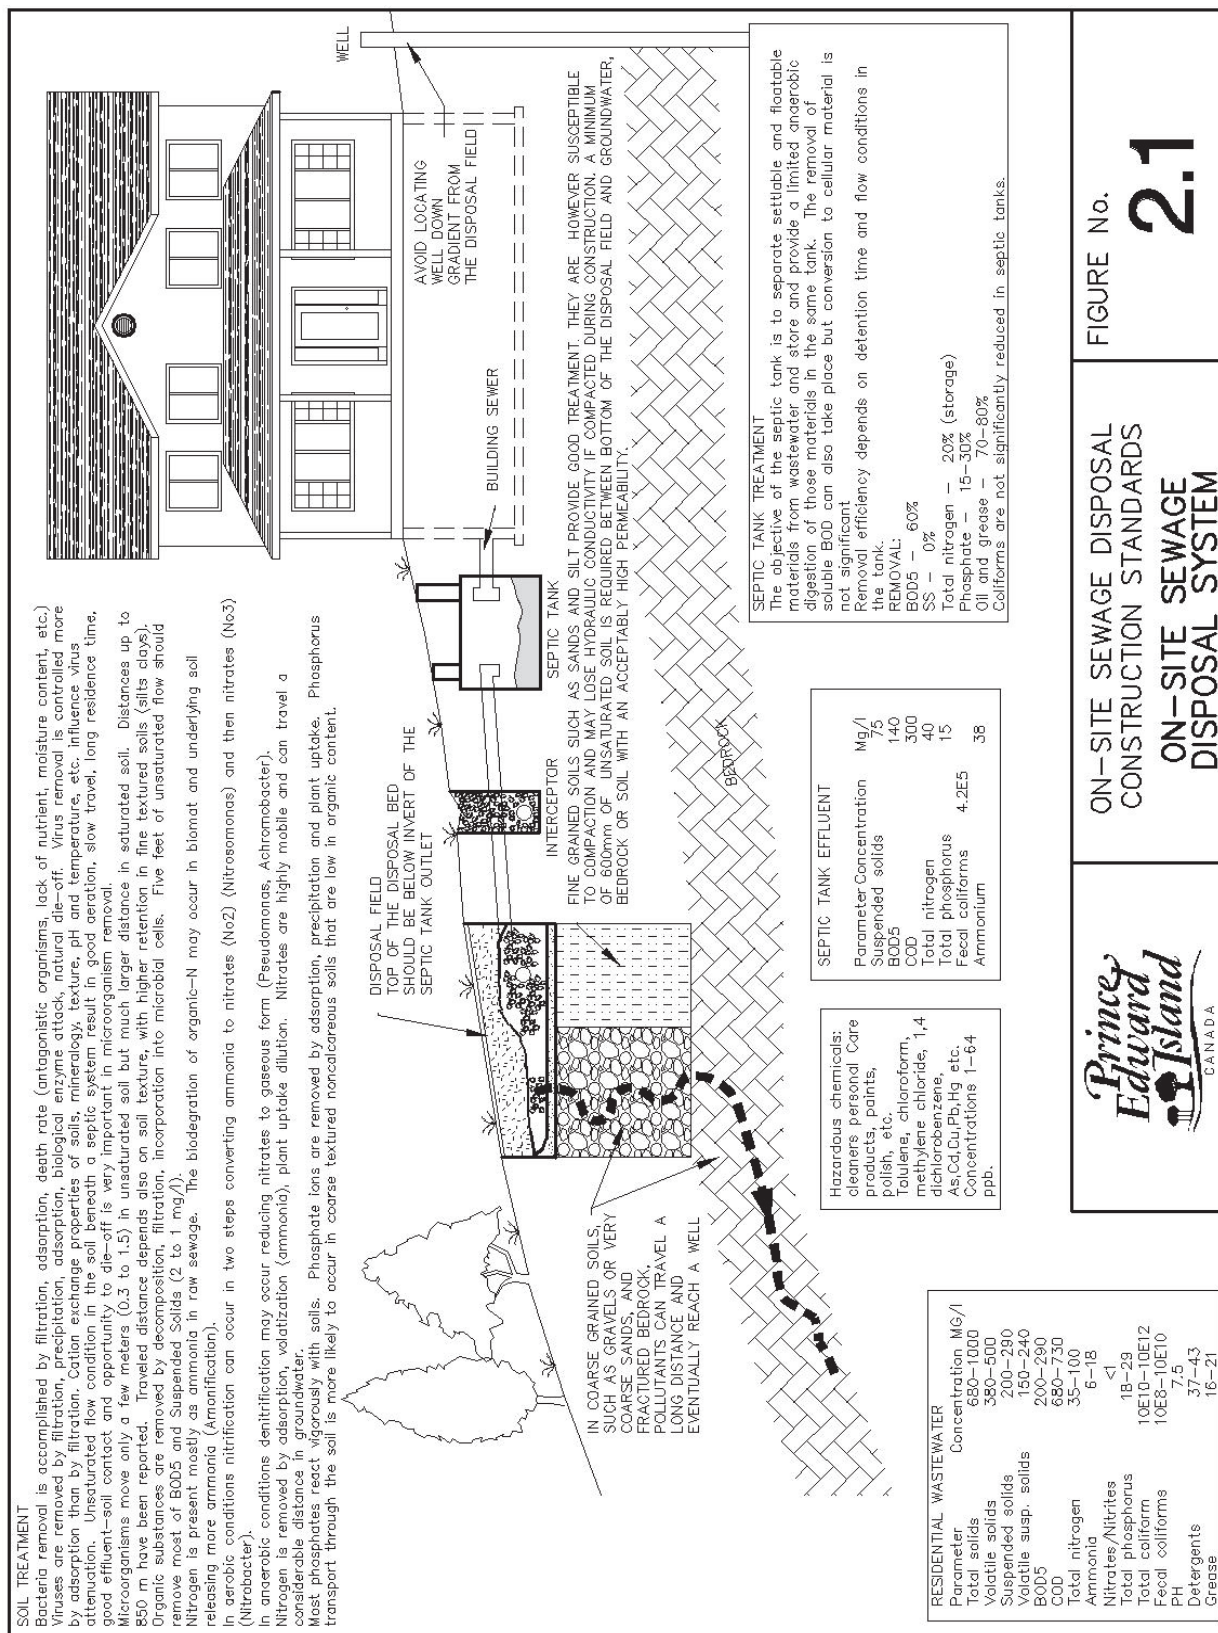 SOIL TREATMENT
Bacteria removal is accomplished by filtration, adsorption, death rate (antagonistic organisms, lack of nutrient, moisture content, etc.)
Viruses are removed by filtration, precipitation, adsorption, biological enzyme attack, natural die-off.  Virus removal is controlled more
by adsorption than by filtration. Cation exchange properties of soils, minerology, texture, pH and temperature, etc. influence virus
attenuation.  Unsaturated flow condition in the soil beneath a septic system result in good aeration, slow travel, long residence time,
good effluent-soil contact and opportunity to die-off is very important in microorganism removal.
Microorganisms move only a few meters (0.3 to 1.5) in unsaturated soil but much larger distance in saturated soil.  Distances up to
850 m have been reported.  Traveled distance depends also on soil texture, with higher retention in fine textured soils (silts clays).
Organic substances are removed by decomposition, filtration, incorporation into microbial cells.  Five feet of unsaturated flow should
remove most of BOD5 and Suspended Solids (2 to 1 mg/l).
Nitrogen is present mostly as ammonia in raw sewage.  The biodegration of organic-N may occur in biomat and underlying soil
releasing more ammonia (Amonification).
In aerobic conditions nitrification can occur in two steps converting ammonia to nitrates (No2) (Nitrosomonas) and then nitrates (No3)
(Nitrobacter).
In anaerobic conditions denitrification may occur reducing nitrates to gaseous form (Pseudomonas, Achromobacter).
Nitrogen is removed by adsorption, volatization (ammonia), plant uptake dilution.  Nitrates are highly mobile and can travel a
considerable distance in groundwater.
Most phosphates react vigorously with soils.  Phosphate ions are removed by adsorption, precipitation and plant uptake.  Phosphorus
transport through the soil is more likely to occur in coarse textured noncalcareous soils that are low in organic content.
WELL
AVOID LOCATING
WELL DOWN
GRADIENT FROM
THE DISPOSAL FIELD
BUILDING SEWER
SEPTIC TANK
INTERCEPTOR
DISPOSAL FIELD
TOP OF THE DISPOSAL BED
SHOULD BE BELOW INVERT OF THE
SEPTIC TANK OUTLET
FINE GRAINED SOILS SUCH AS SANDS AND SILT PROVIDE GOOD TREATMENT. THEY ARE HOWEVER SUSCEPTIBLE
TO COMPACTION AND MAY LOSE HYDRAULIC CONDUCTIVITY IF COMPACTED DURING CONSTRUCTION. A MINIMUM
OF 600mm OF UNSATURATED SOIL IS REQUIRED BETWEEN BOTTOM OF THE DISPOSAL FIELD AND GROUNDWATER,
BEDROCK OR SOIL WITH AN ACCEPTABLY HIGH PERMEABILITY.
BEDROCK
IN COARSE GRAINED SOILS,
SUCH AS GRAVELS OR VERY
COARSE SANDS, AND
FRACTURED BEDROCK,
POLLUTANTS CAN TRAVEL A
LONG DISTANCE AND
EVENTUALLY REACH A WELL
RESIDENTIAL WASTEWATER
Parameter Concentration MG/l
Total solids 680-1000
Volatile solids 380-500
Suspended solids 200-290
Volatile susp. solids 150-240
BOD5 200-290
COD 680-730
Total nitrogen 35-100
Ammonia 6-18
Nitrates/Nitrites <1
Total phosphorus 18-29
Total coliform 10E10-10E12
Fecal coliforms 10E8-10E10
PH 7.5
Detergents 37-43
Grease 16-21
Hazardous chemicals:
cleaners personal Care
products, paints,
polish, etc.
Tolulene, chloroform,
methylene chloride, 1,4
dichlorobenzene,
As,Cd,Cu,Pb,Hg etc.
Concentrations 1-64
ppb.
SEPTIC TANK EFFLUENT
Parameter Concentration Mg/l
Suspended solids 75
BOD5 140
COD 300
Total nitrogen 40
Total phosphorus 15
Fecal coliforms 4.2E5
Ammonium 38
SEPTIC TANK TREATMENT
The objective of the septic tank is to separate settlable and floatable
materials from wastewater and store and provide a limited anaerobic
digestion of those materials in the same tank.  The removal of
soluble BOD can also take place but conversion to cellular material is
not significant
Removal efficiency depends on detention time and flow conditions in
the tank.
REMOVAL:
BOD5 - 60%
SS - 0%
Total nitrogen - 20% (storage)
Phosphate - 15-30%
Oil and grease - 70-80%
Coliforms are not significantly reduced in septic tanks.
Prince
Edward
Island
CANADA
ON-SITE SEWAGE DISPOSAL
CONSTRUCTION STANDARDS
ON-SITE SEWAGE
DISPOSAL SYSTEM
FIGURE No.
2.1